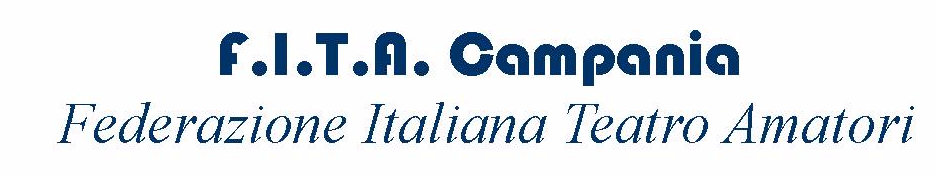 F.I.T.A. Campania
Federazione Italiana Teatro Amatori